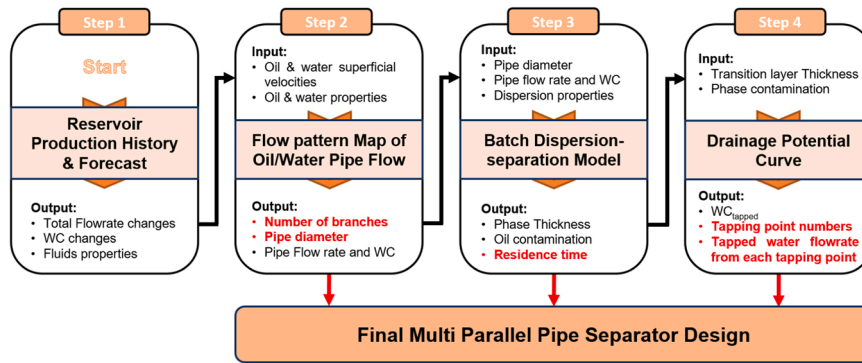 Step 1
Start
Reservoir
Production History
& Forecast
Output:
• Total Flowrate changes
• WC changes
• Fluids properties
Step 2
Input:
• Oil & water superficial
velocities
• Oil & water properties
Flow pattern Map of
Oil/Water Pipe Flow
Output:
• Number of branches
• Pipe diameter
• Pipe Flow rate and WC
Step 3
Input:
• Pipe diameter
• Pipe flow rate and WC
• Dispersion properties
Batch Dispersion-
separation Model
Output:
• Phase Thickness
• Oil contamination
• Residence time
Step 4
Input:
• Transition layer Thickness
• Phase contamination
Drainage Potential
Curve
Output:
• WCtapped
• Tapping point numbers
• Tapped water flowrate
from each tapping point
Final Multi Parallel Pipe Separator Design